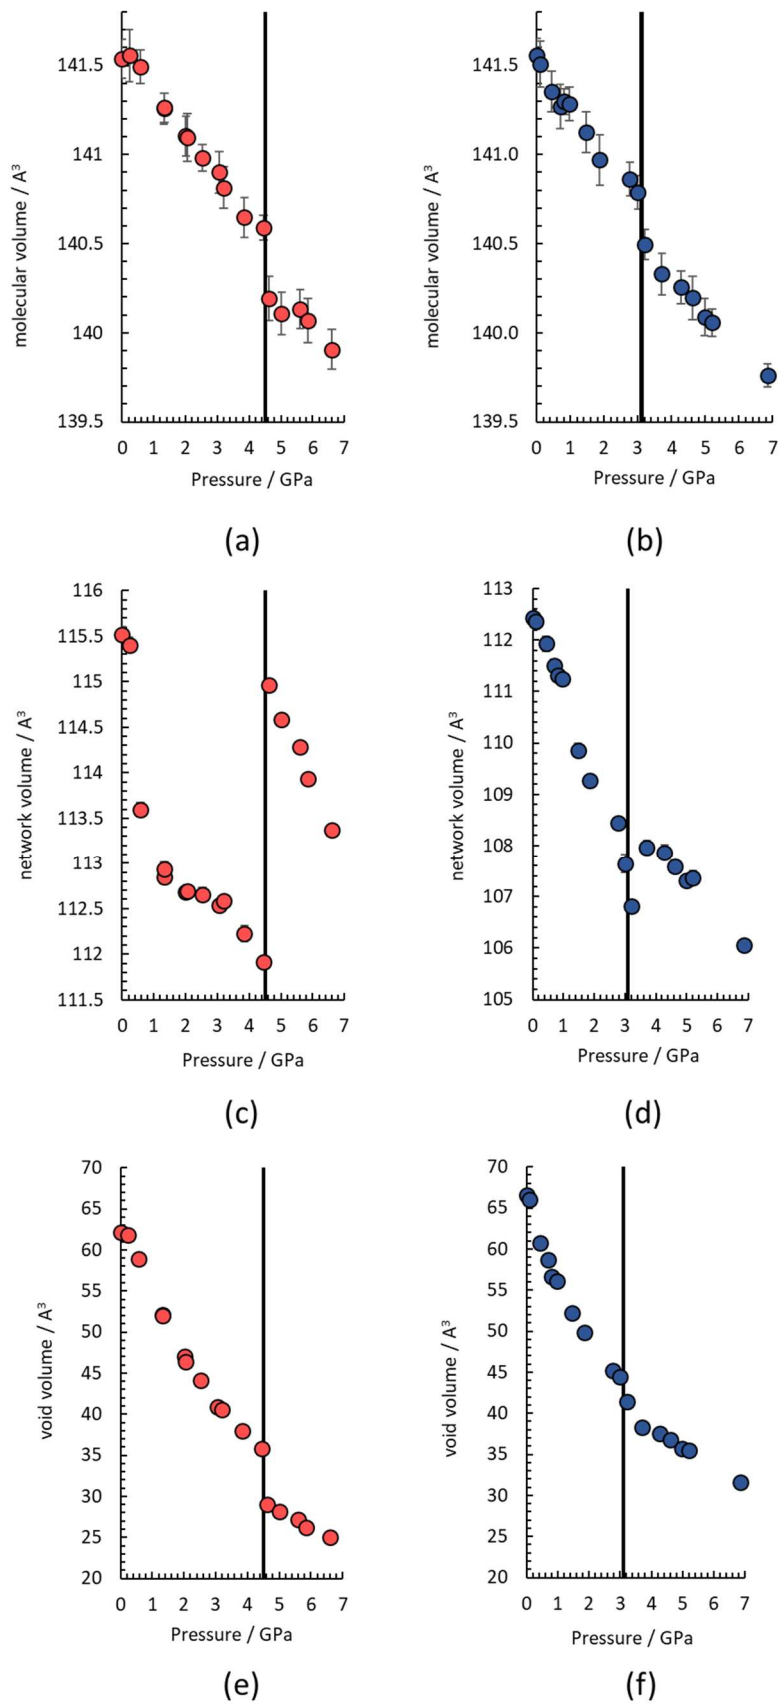 141.5
141
140.5
140
139.5
molecular volume / A³
0 1 2 3 4 5 6 7
Pressure / GPa
(a)
141.5
141.0
140.5
140.0
139.5
molecular volume / A³
0 1 2 3 4 5 6 7
Pressure / GPa
(b)
116
115.5
115
114.5
114
113.5
113
112.5
112
111.5
network volume / A³
0 1 2 3 4 5 6 7
Pressure / GPa
(c)
113
112
111
110
109
108
107
106
105
network volume / A³
0 1 2 3 4 5 6 7
Pressure / GPa
(d)
70
65
60
55
50
45
40
35
30
25
20
void volume / A³
0 1 2 3 4 5 6 7
Pressure / GPa
(e)
70
65
60
55
50
45
40
35
30
25
20
void volume / A³
0 1 2 3 4 5 6 7
Pressure / GPa
(f)